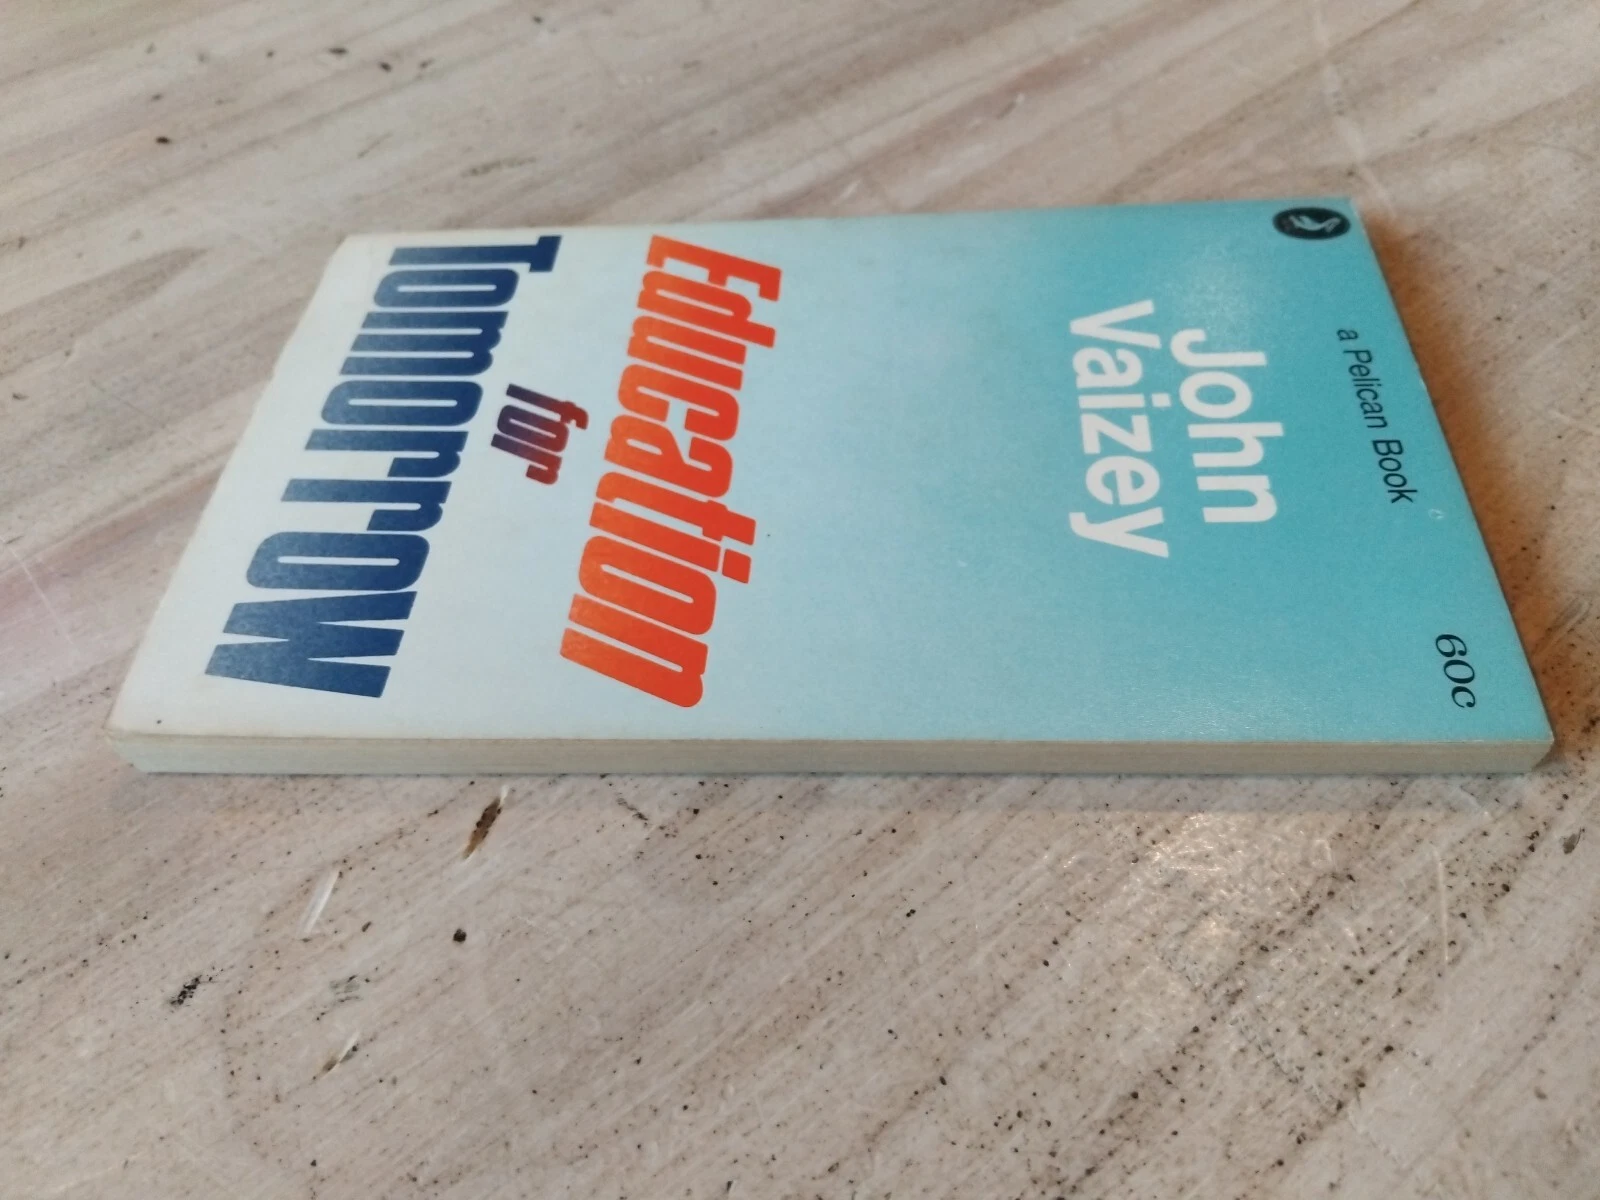 a Pelican Book
60c
John
Vaizey
Education
for
Tomorrow